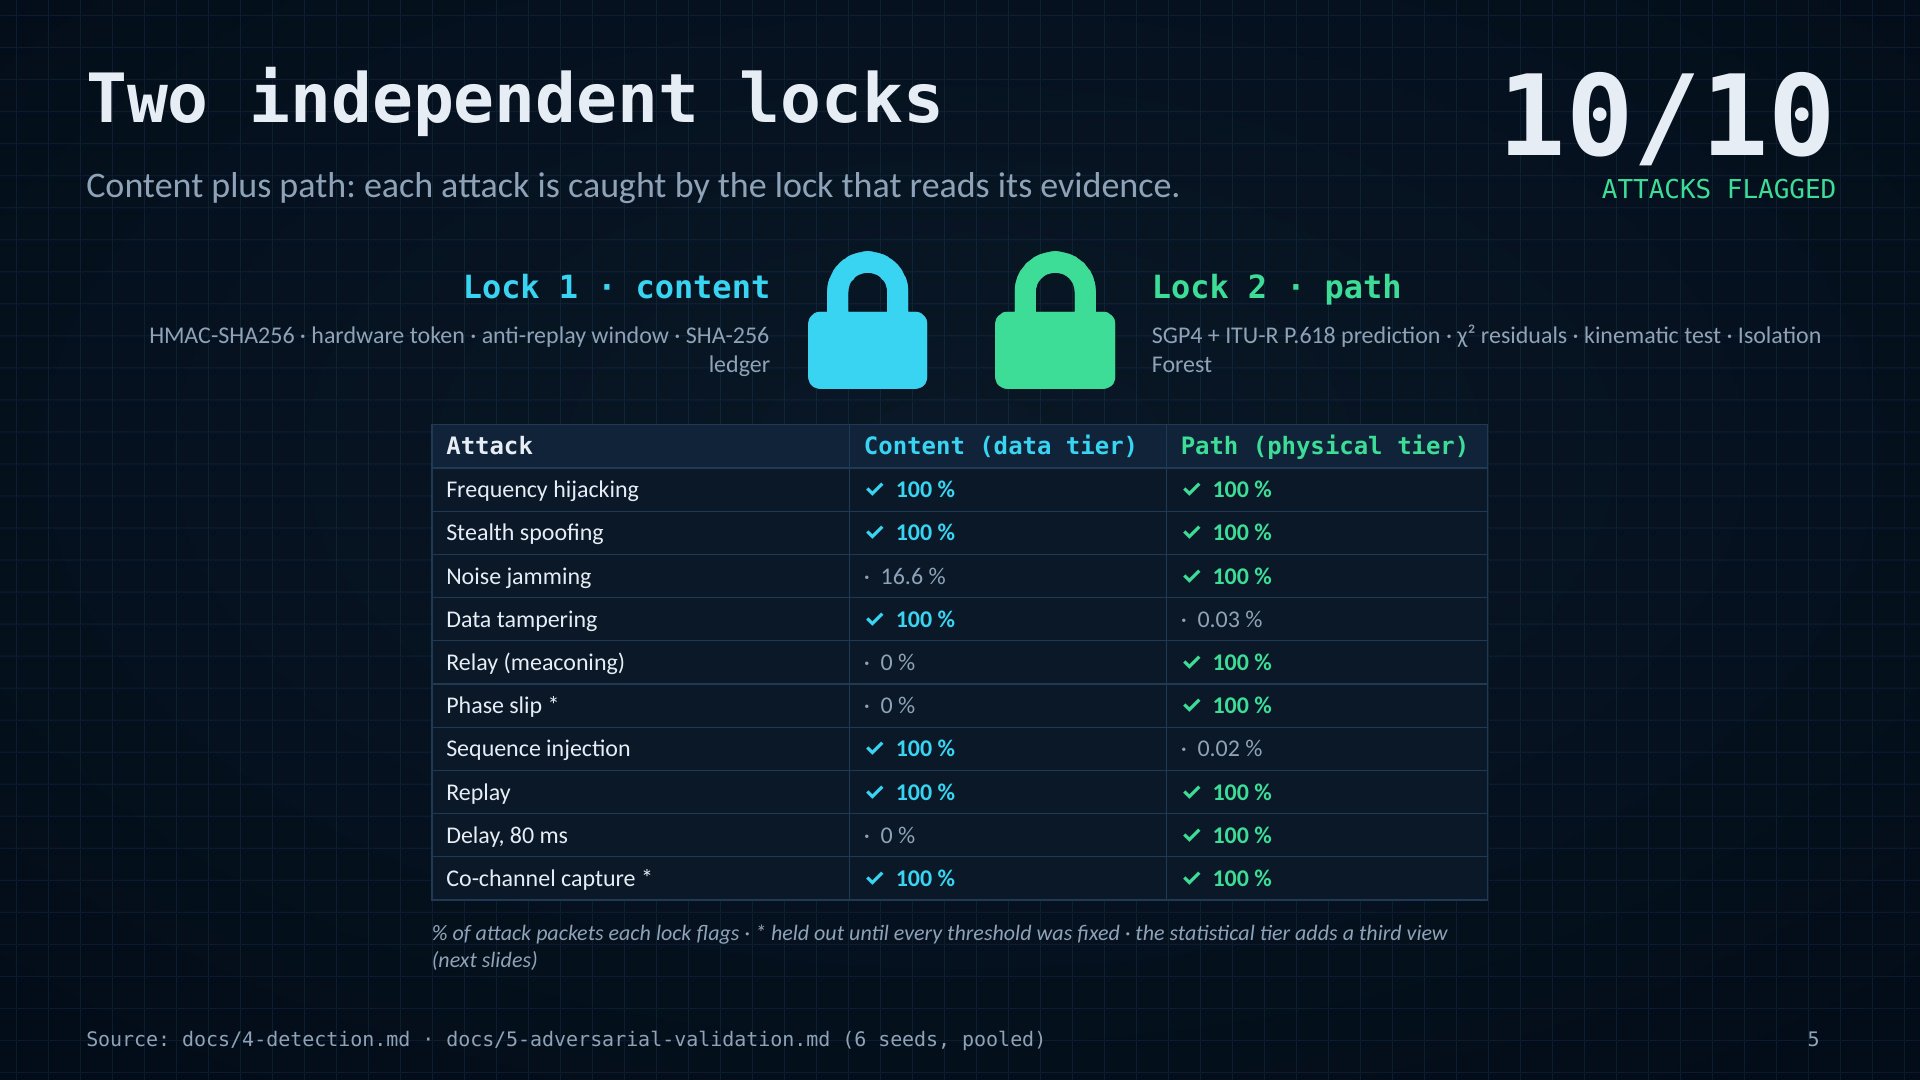 Two independent locks
10/10
Content plus path: each attack is caught by the lock that reads its evidence.
ATTACKS FLAGGED
Lock 1 · content
HMAC-SHA256 · hardware token · anti-replay window · SHA-256
ledger
Lock 2 · path
SGP4 + ITU-R P.618 prediction · χ² residuals · kinematic test · Isolation
Forest
Attack Content (data tier) Path (physical tier)
Frequency hijacking ✓ 100 % ✓ 100 %
Stealth spoofing ✓ 100 % ✓ 100 %
Noise jamming · 16.6 % ✓ 100 %
Data tampering ✓ 100 % · 0.03 %
Relay (meaconing) · 0 % ✓ 100 %
Phase slip * · 0 % ✓ 100 %
Sequence injection ✓ 100 % · 0.02 %
Replay ✓ 100 % ✓ 100 %
Delay, 80 ms · 0 % ✓ 100 %
Co-channel capture * ✓ 100 % ✓ 100 %
% of attack packets each lock flags · * held out until every threshold was fixed · the statistical tier adds a third view
(next slides)
Source: docs/4-detection.md · docs/5-adversarial-validation.md (6 seeds, pooled)
5